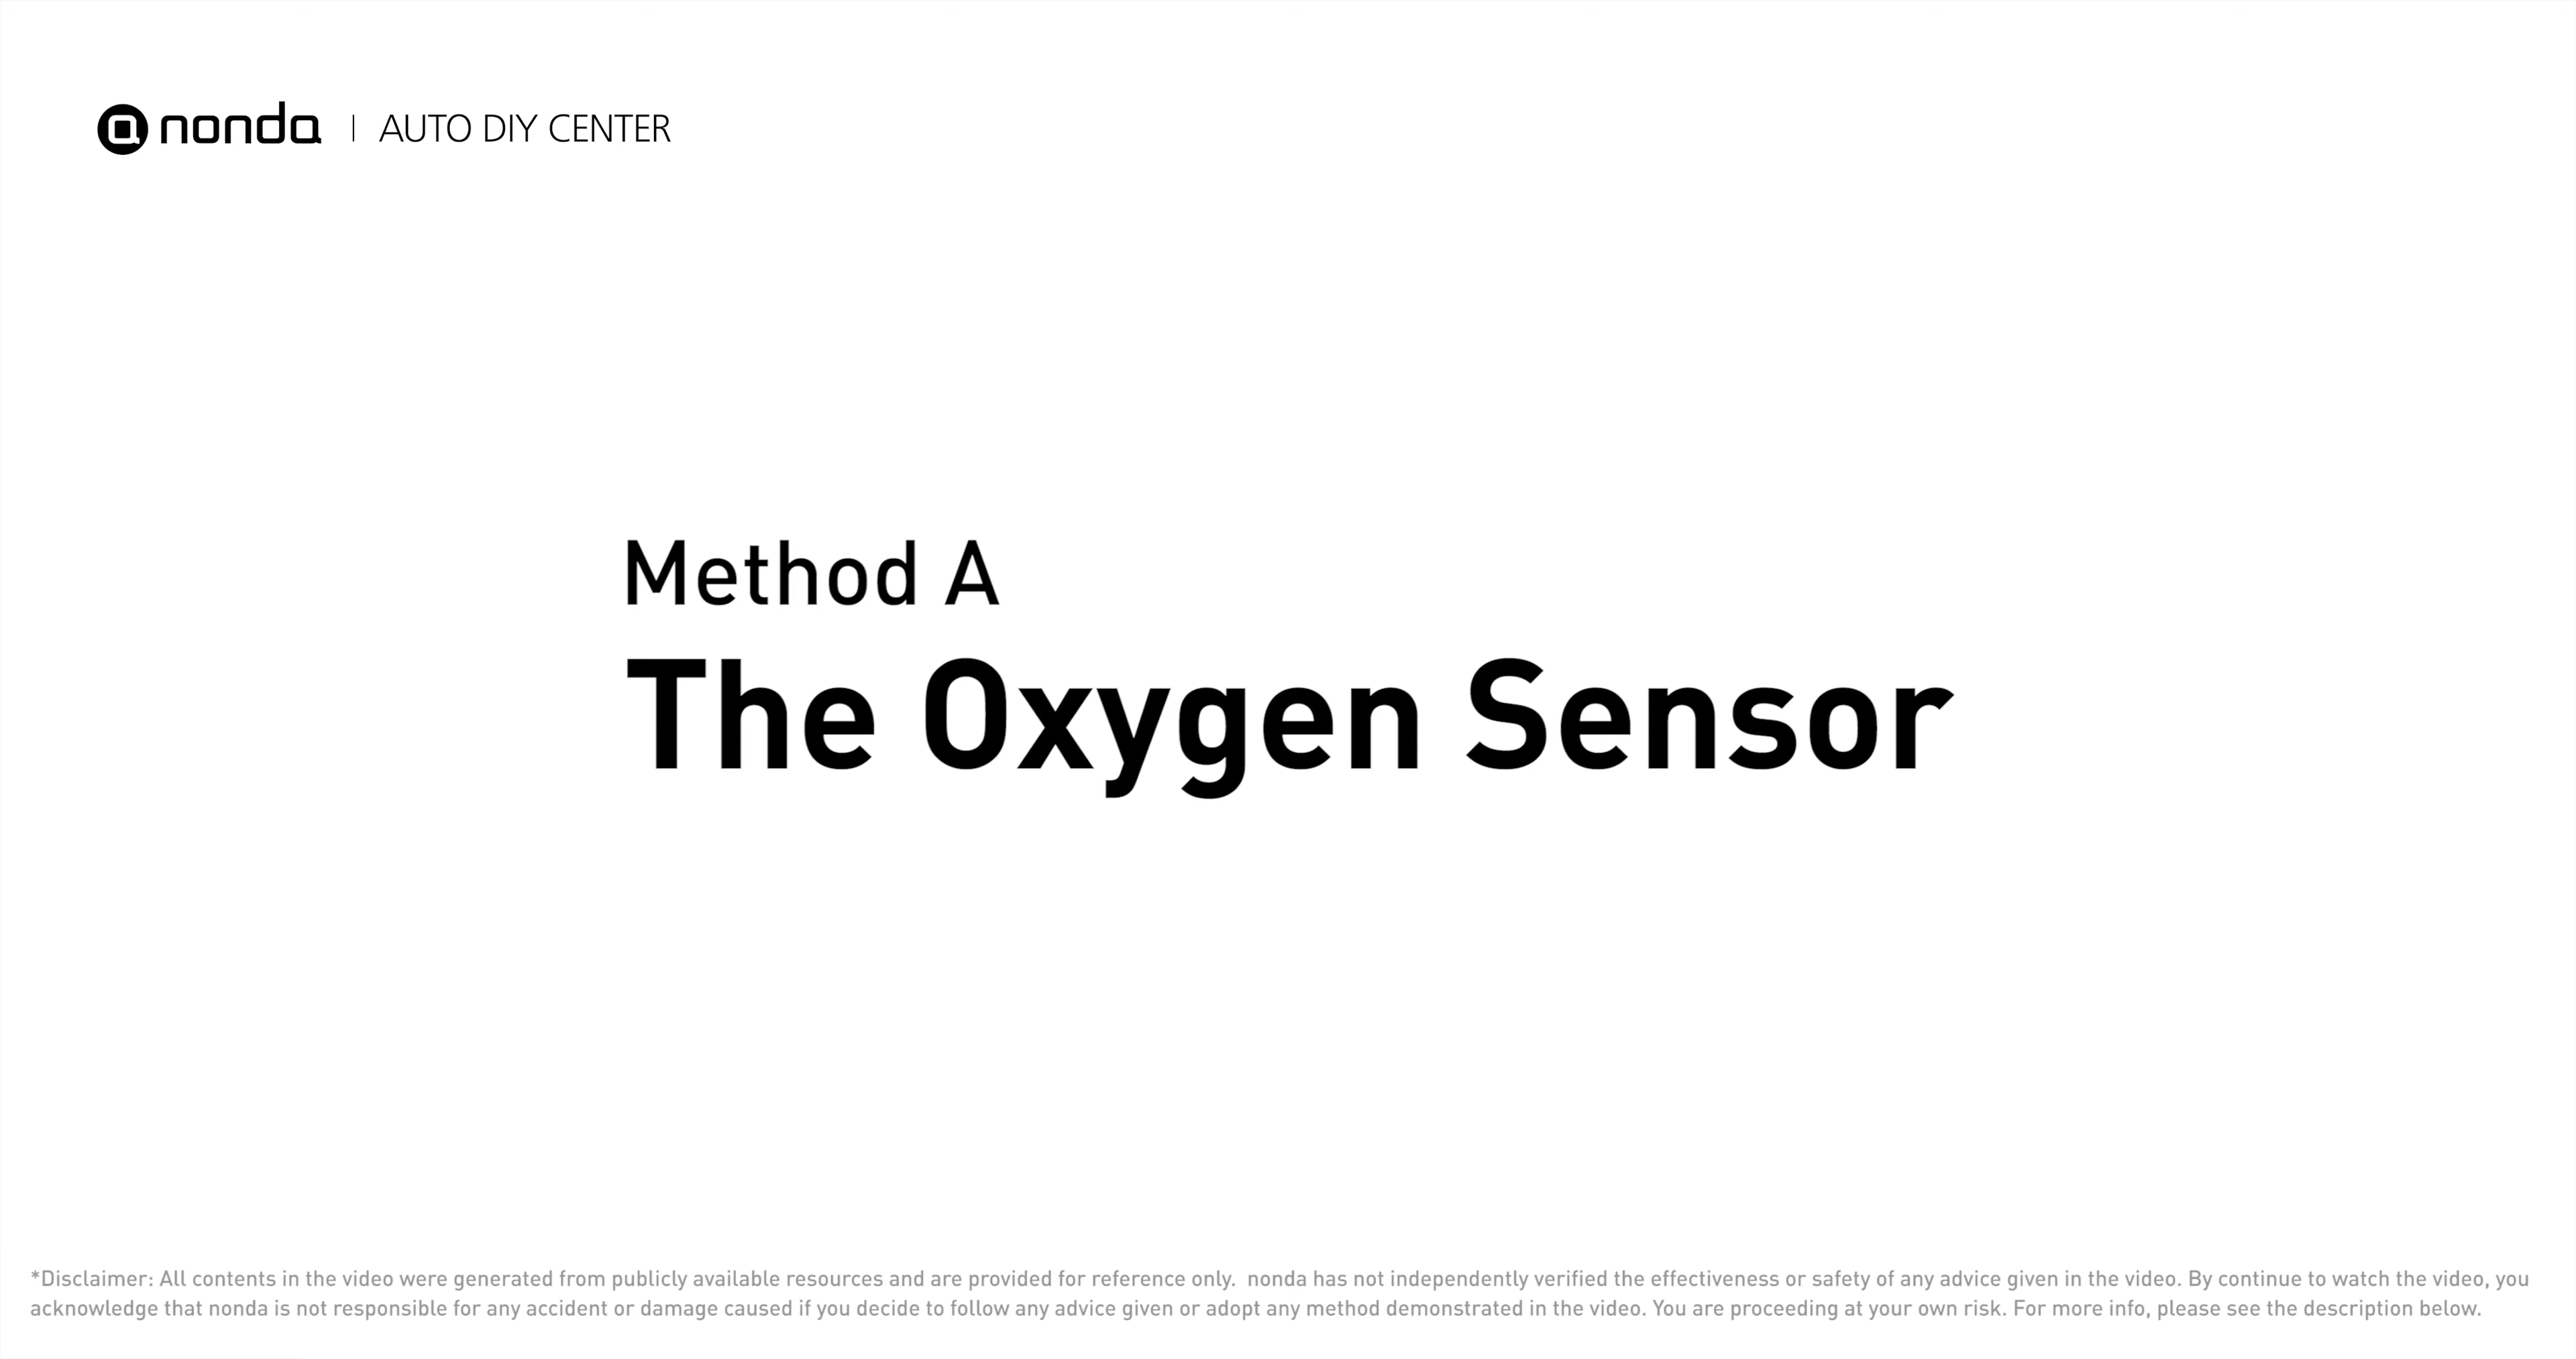 nonda | AUTO DIY CENTER
Method A
The Oxygen Sensor
*Disclaimer: All contents in the video were generated from publicly available resources and are provided for reference only.  nonda has not independently verified the effectiveness or safety of any advice given in the video. By continue to watch the video, you
acknowledge that nonda is not responsible for any accident or damage caused if you decide to follow any advice given or adopt any method demonstrated in the video. You are proceeding at your own risk. For more info, please see the description below.